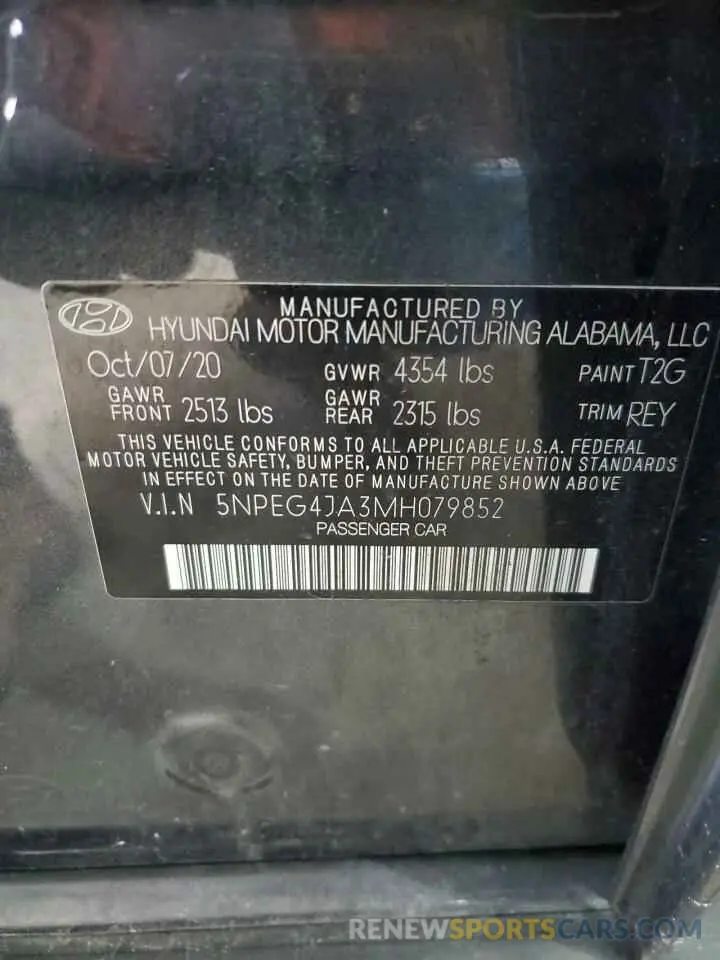 MANUFACTURED BY
HYUNDAI MOTOR MANUFACTURING ALABAMA, LLC
Oct/07/20 GVWR 4354 lbs PAINT T2G
GAWR FRONT 2513 lbs GAWR REAR 2315 lbs TRIM REY
THIS VEHICLE CONFORMS TO ALL APPLICABLE U.S.A. FEDERAL
MOTOR VEHICLE SAFETY, BUMPER, AND THEFT PREVENTION STANDARDS
IN EFFECT ON THE DATE OF MANUFACTURE SHOWN ABOVE
V.I.N 5NPEG4JA3MH079852
PASSENGER CAR
RENEWSPORTSCARS.COM